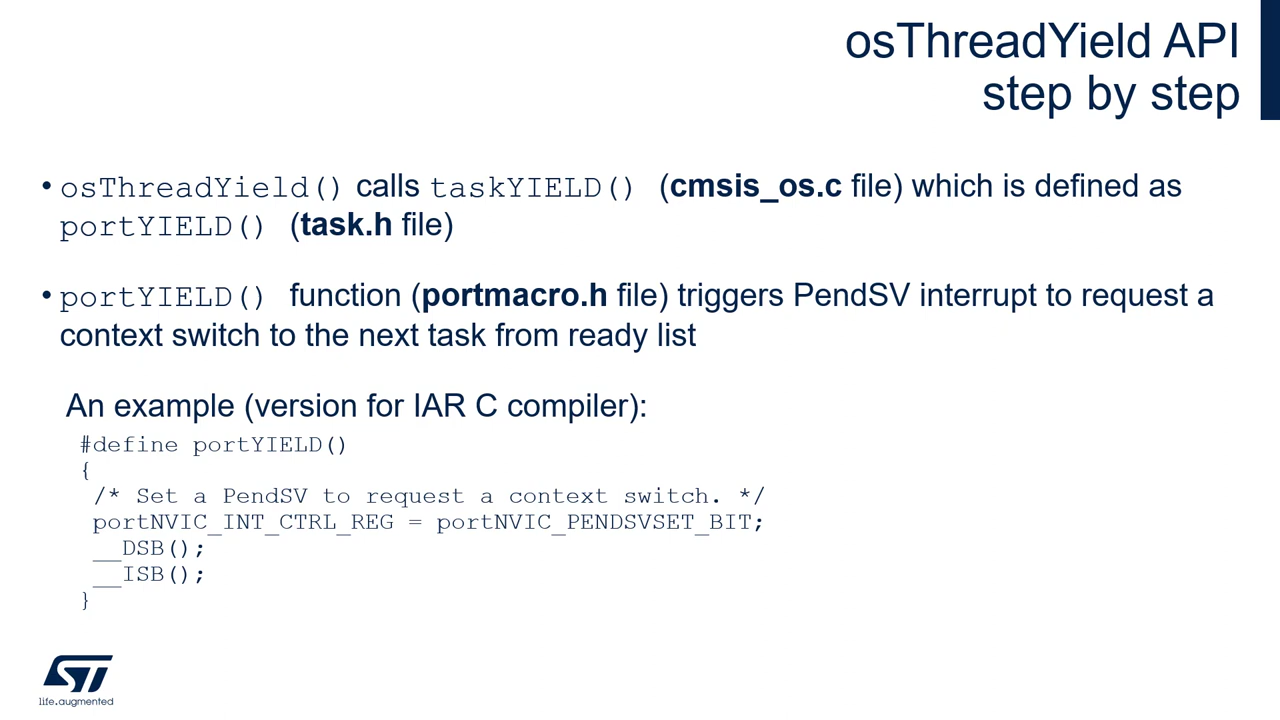 osThreadYield API
step by step
• osThreadYield() calls taskYIELD() (cmsis_os.c file) which is defined as
portYIELD() (task.h file)
• portYIELD() function (portmacro.h file) triggers PendSV interrupt to request a
context switch to the next task from ready list
An example (version for IAR C compiler):
#define portYIELD()
{
/* Set a PendSV to request a context switch. */
portNVIC_INT_CTRL_REG = portNVIC_PENDSVSET_BIT;
__DSB();
__ISB();
}
ST
life.augmented